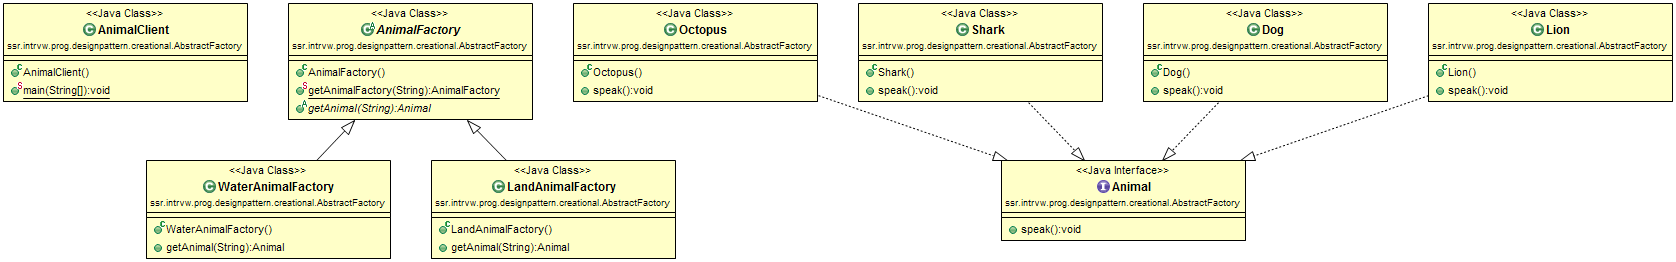 <<Java Class>>
AnimalClient
ssr.intrvw.prog.designpattern.creational.AbstractFactory
AnimalClient()
main(String[]):void
<<Java Class>>
AnimalFactory
ssr.intrvw.prog.designpattern.creational.AbstractFactory
AnimalFactory()
getAnimalFactory(String):AnimalFactory
getAnimal(String):Animal
<<Java Class>>
Octopus
ssr.intrvw.prog.designpattern.creational.AbstractFactory
Octopus()
speak():void
<<Java Class>>
Shark
ssr.intrvw.prog.designpattern.creational.AbstractFactory
Shark()
speak():void
<<Java Class>>
Dog
ssr.intrvw.prog.designpattern.creational.AbstractFactory
Dog()
speak():void
<<Java Class>>
Lion
ssr.intrvw.prog.designpattern.creational.AbstractFactory
Lion()
speak():void
<<Java Class>>
WaterAnimalFactory
ssr.intrvw.prog.designpattern.creational.AbstractFactory
WaterAnimalFactory()
getAnimal(String):Animal
<<Java Class>>
LandAnimalFactory
ssr.intrvw.prog.designpattern.creational.AbstractFactory
LandAnimalFactory()
getAnimal(String):Animal
<<Java Interface>>
Animal
ssr.intrvw.prog.designpattern.creational.AbstractFactory
speak():void